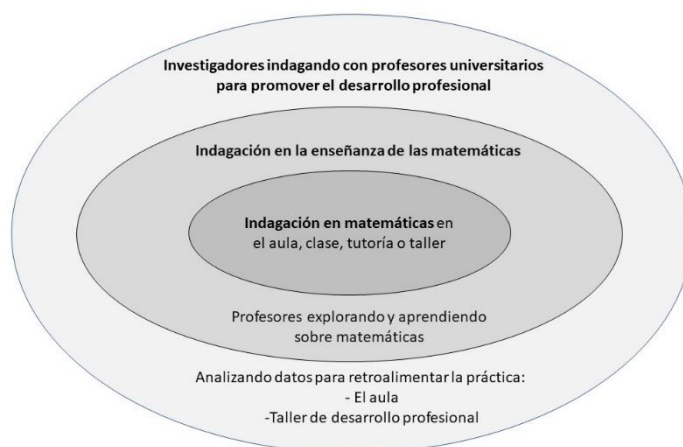 Investigadores indagando con profesores universitarios
para promover el desarrollo profesional
Indagación en la enseñanza de las matemáticas
Indagación en matemáticas en
el aula, clase, tutoría o taller
Profesores explorando y aprendiendo
sobre matemáticas
Analizando datos para retroalimentar la práctica:
- El aula
-Taller de desarrollo profesional